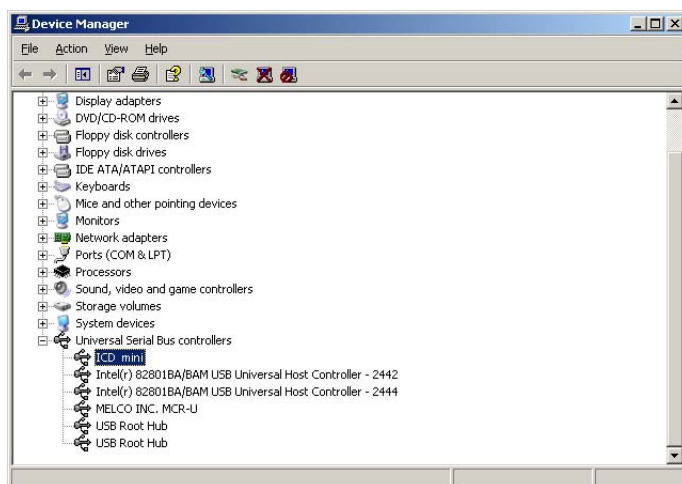 Device Manager
File Action View Help
Display adapters
DVD/CD-ROM drives
Floppy disk controllers
Floppy disk drives
IDE ATA/ATAPI controllers
Keyboards
Mice and other pointing devices
Monitors
Network adapters
Ports (COM & LPT)
Processors
Sound, video and game controllers
Storage volumes
System devices
Universal Serial Bus controllers
ICD mini
Intel(r) 82801BA/BAM USB Universal Host Controller - 2442
Intel(r) 82801BA/BAM USB Universal Host Controller - 2444
MELCO INC. MCR-U
USB Root Hub
USB Root Hub